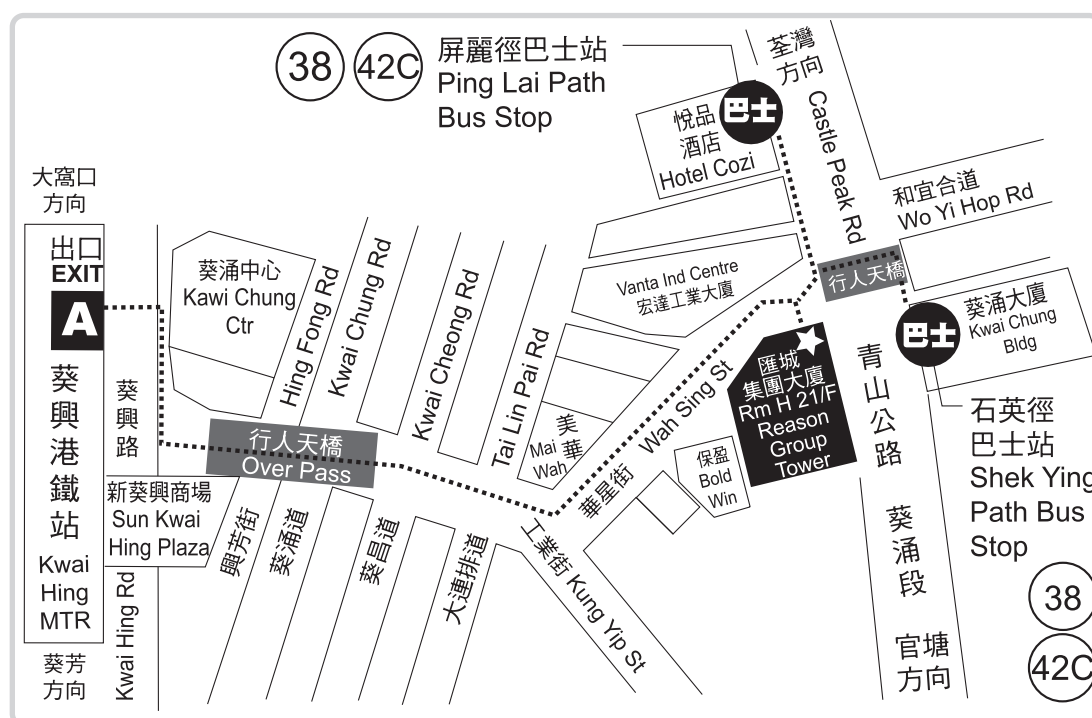 38
42C
屏麗徑巴士站
Ping Lai Path
Bus Stop
荃灣
方向
巴士
悅品
酒店
Hotel Cozi
Castle Peak Rd
和宜合道
Wo Yi Hop Rd
大窩口
方向
出口
EXIT
A
葵興港鐵站
Kwai
Hing
MTR
葵芳
方向
葵興路
Kwai Hing Rd
葵涌中心
Kawi Chung
Ctr
新葵興商場
Sun Kwai
Hing Plaza
Hing Fong Rd
興芳街
Kwai Chung Rd
葵涌道
行人天橋
Over Pass
Kwai Cheong Rd
葵昌道
Tai Lin Pai Rd
大連排道
美華
Mai
Wah
Vanta Ind Centre
宏達工業大廈
Wah Sing St
華星街
工業街 Kung Yip St
保盈
Bold
Win
匯城
集團大廈
Rm H 21/F
Reason
Group
Tower
行人天橋
巴士
葵涌大廈
Kwai Chung
Bldg
青山公路
葵涌段
官塘
方向
石英徑
巴士站
Shek Ying
Path Bus
Stop
38
42C